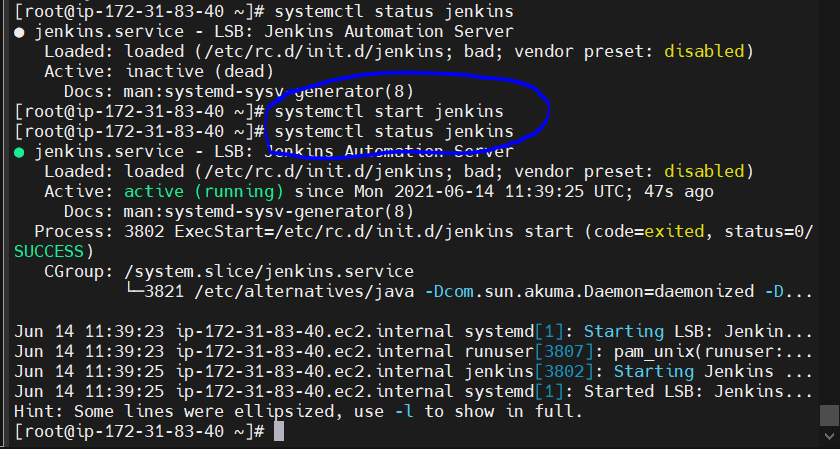 [root@ip-172-31-83-40 ~]# systemctl status jenkins
● jenkins.service - LSB: Jenkins Automation Server
   Loaded: loaded (/etc/rc.d/init.d/jenkins; bad; vendor preset: disabled)
   Active: inactive (dead)
     Docs: man:systemd-sysv-generator(8)
[root@ip-172-31-83-40 ~]# systemctl start jenkins
[root@ip-172-31-83-40 ~]# systemctl status jenkins
● jenkins.service - LSB: Jenkins Automation Server
   Loaded: loaded (/etc/rc.d/init.d/jenkins; bad; vendor preset: disabled)
   Active: active (running) since Mon 2021-06-14 11:39:25 UTC; 47s ago
     Docs: man:systemd-sysv-generator(8)
  Process: 3802 ExecStart=/etc/rc.d/init.d/jenkins start (code=exited, status=0/
SUCCESS)
   CGroup: /system.slice/jenkins.service
           └─3821 /etc/alternatives/java -Dcom.sun.akuma.Daemon=daemonized -D...

Jun 14 11:39:23 ip-172-31-83-40.ec2.internal systemd[1]: Starting LSB: Jenkin...
Jun 14 11:39:23 ip-172-31-83-40.ec2.internal runuser[3807]: pam_unix(runuser:...
Jun 14 11:39:25 ip-172-31-83-40.ec2.internal jenkins[3802]: Starting Jenkins ...
Jun 14 11:39:25 ip-172-31-83-40.ec2.internal systemd[1]: Started LSB: Jenkins...
Hint: Some lines were ellipsized, use -l to show in full.
[root@ip-172-31-83-40 ~]#